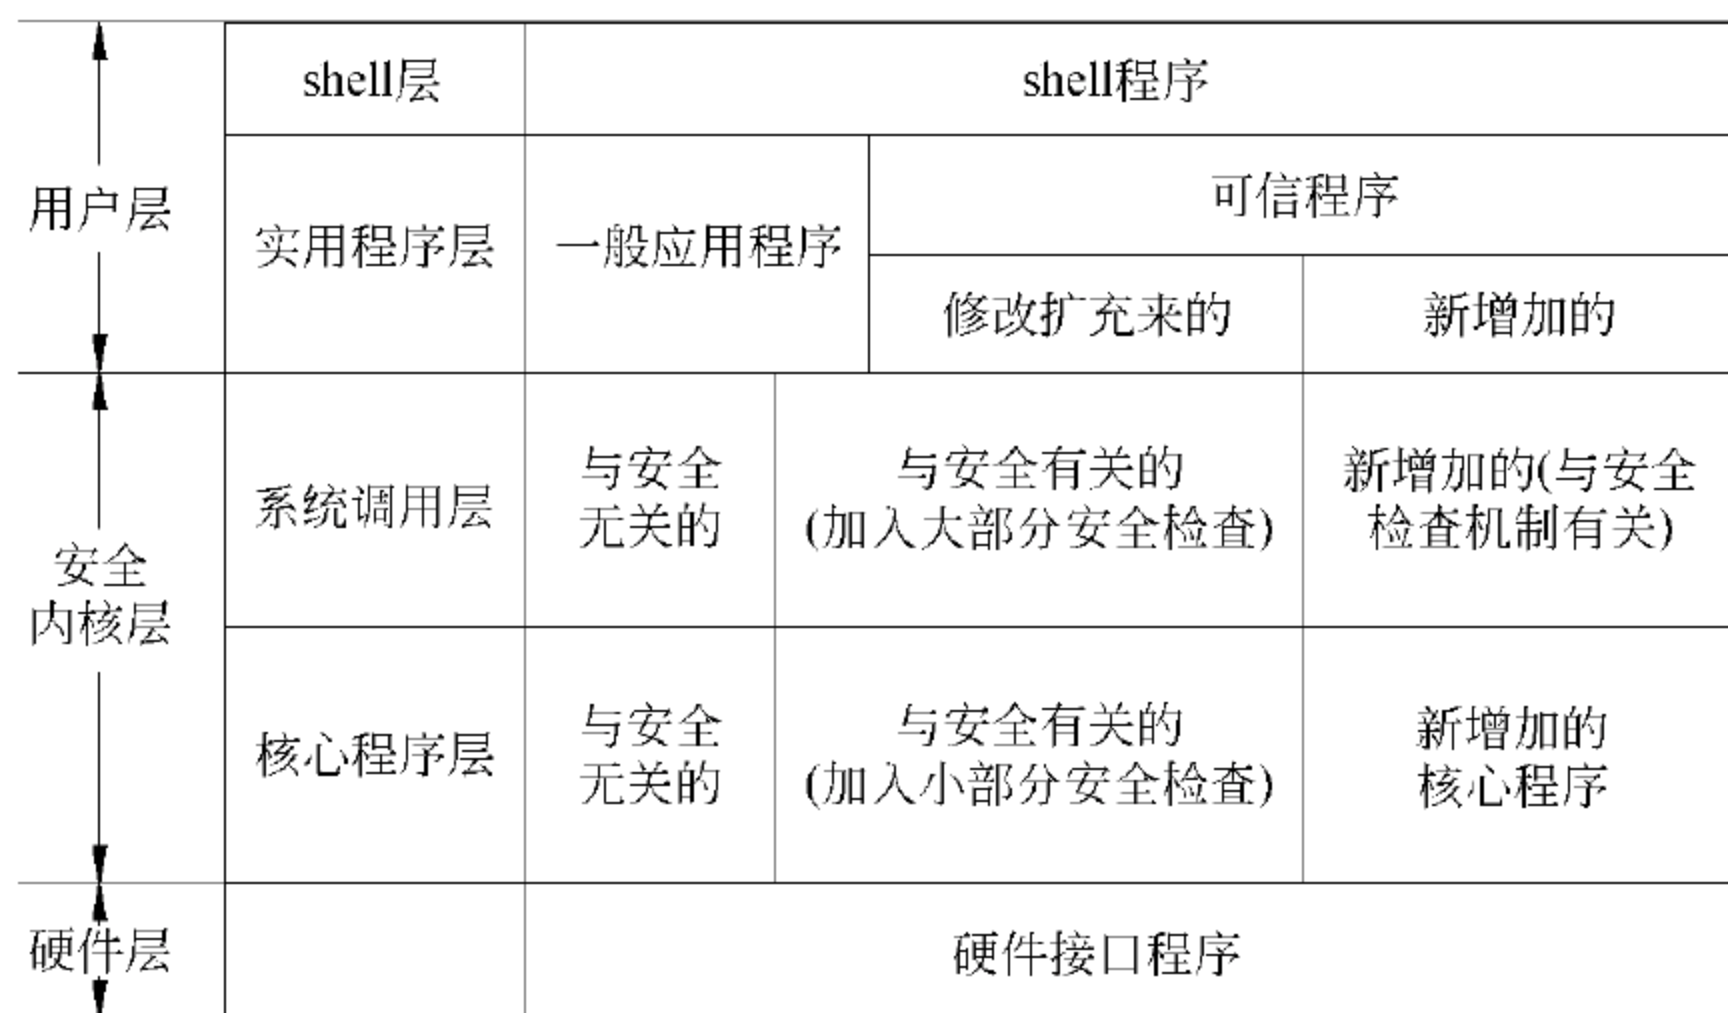 shell层
shell程序
用户层
实用程序层
一般应用程序
可信程序
修改扩充来的
新增加的
安全
内核层
系统调用层
与安全
无关的
与安全有关的
(加入大部分安全检查)
新增加的(与安全
检查机制有关)
核心程序层
与安全
无关的
与安全有关的
(加入小部分安全检查)
新增加的
核心程序
硬件层
硬件接口程序